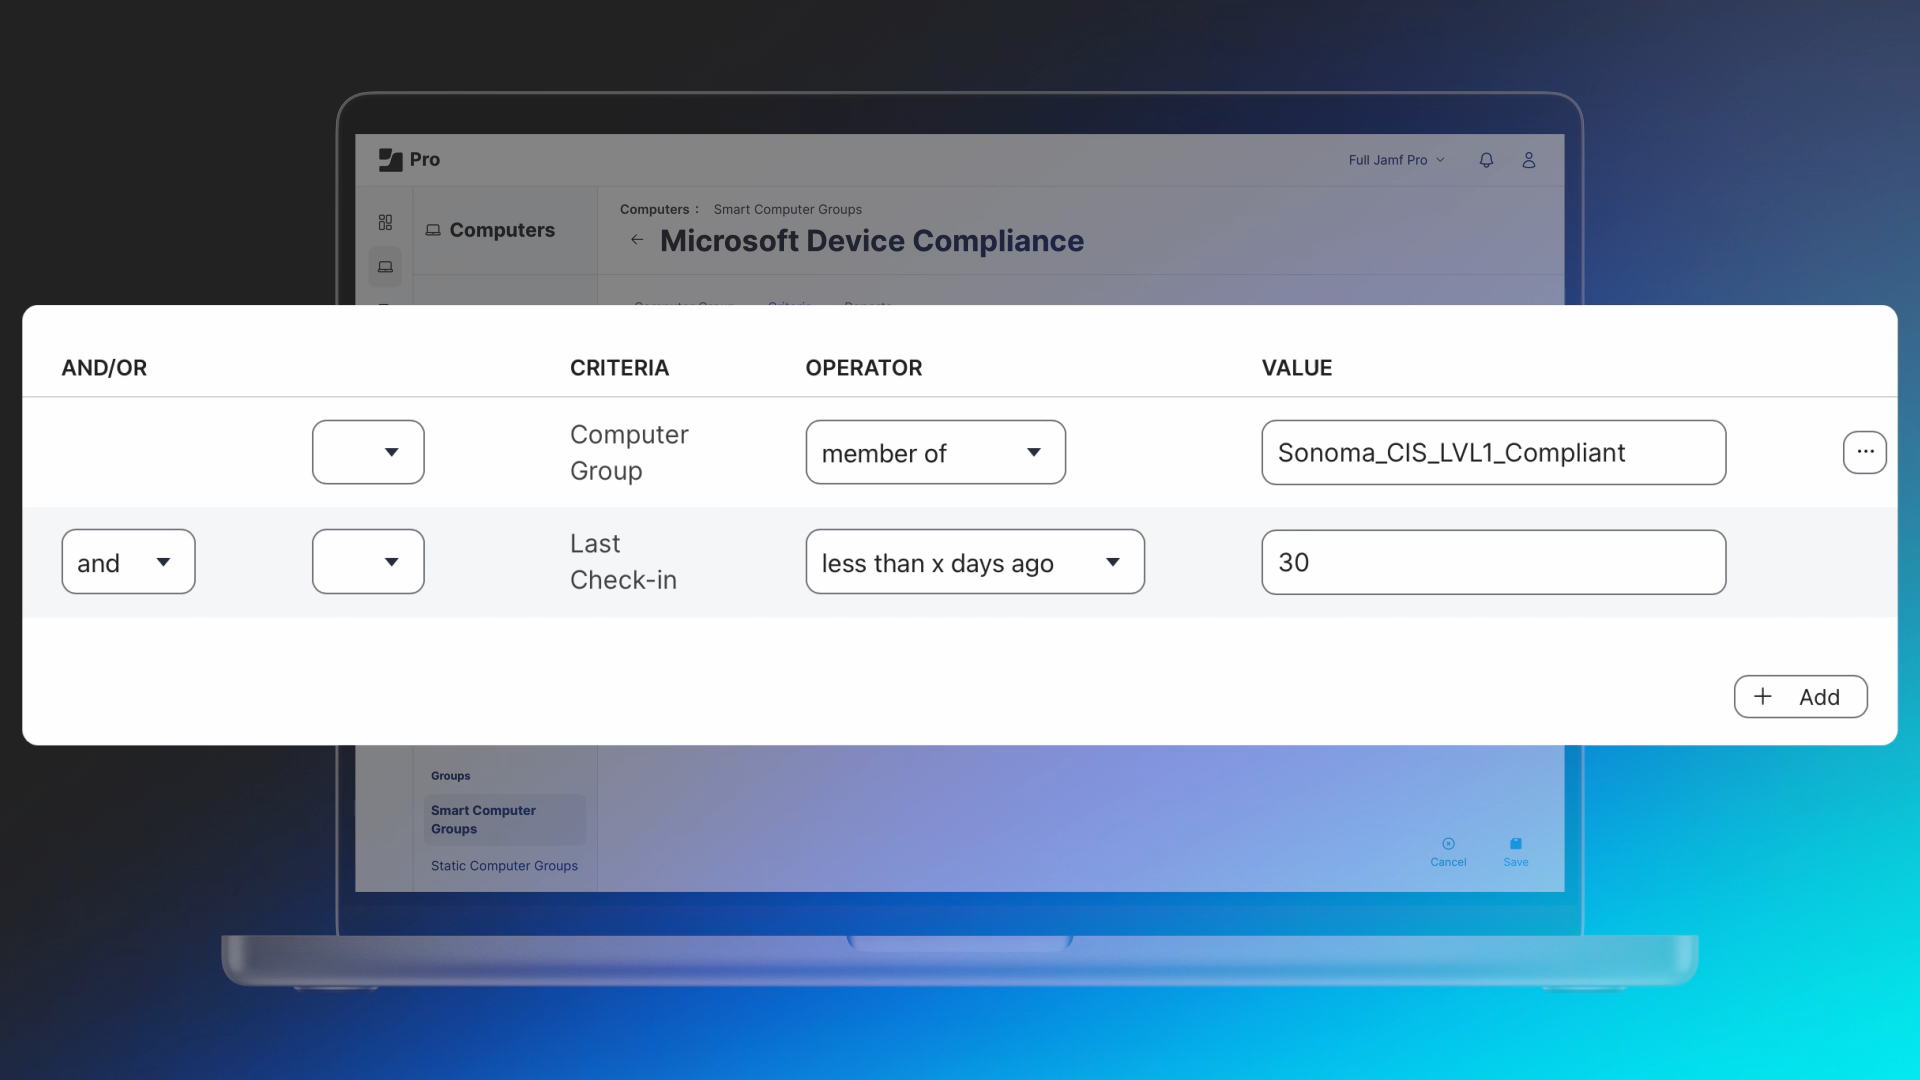 Pro
Full Jamf Pro
Computers
Computers : Smart Computer Groups
Microsoft Device Compliance
AND/OR CRITERIA OPERATOR VALUE
Computer
Group
member of
Sonoma_CIS_LVL1_Compliant
and
Last
Check-in
less than x days ago
30
+ Add
Groups
Smart Computer
Groups
Static Computer Groups
Cancel
Save